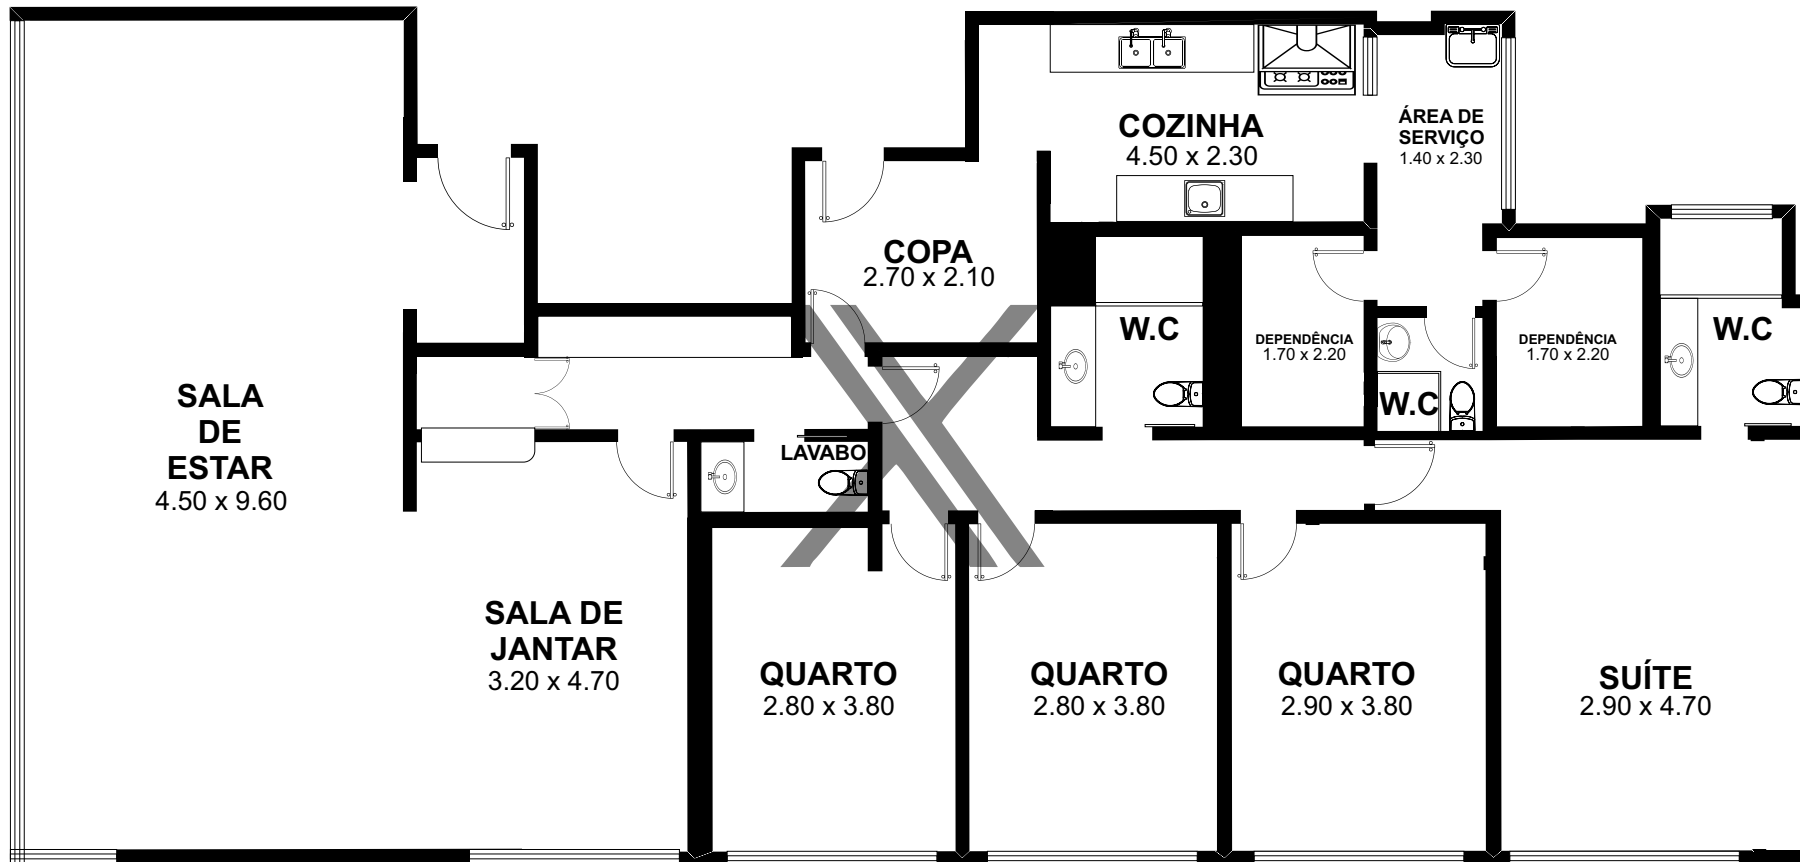 COZINHA
4.50 x 2.30
ÁREA DE
SERVIÇO
1.40 x 2.30
COPA
2.70 x 2.10
W.C
DEPENDÊNCIA
1.70 x 2.20
DEPENDÊNCIA
1.70 x 2.20
W.C
W.C
SALA
DE
ESTAR
4.50 x 9.60
LAVABO
SALA DE
JANTAR
3.20 x 4.70
QUARTO
2.80 x 3.80
QUARTO
2.80 x 3.80
QUARTO
2.90 x 3.80
SUÍTE
2.90 x 4.70